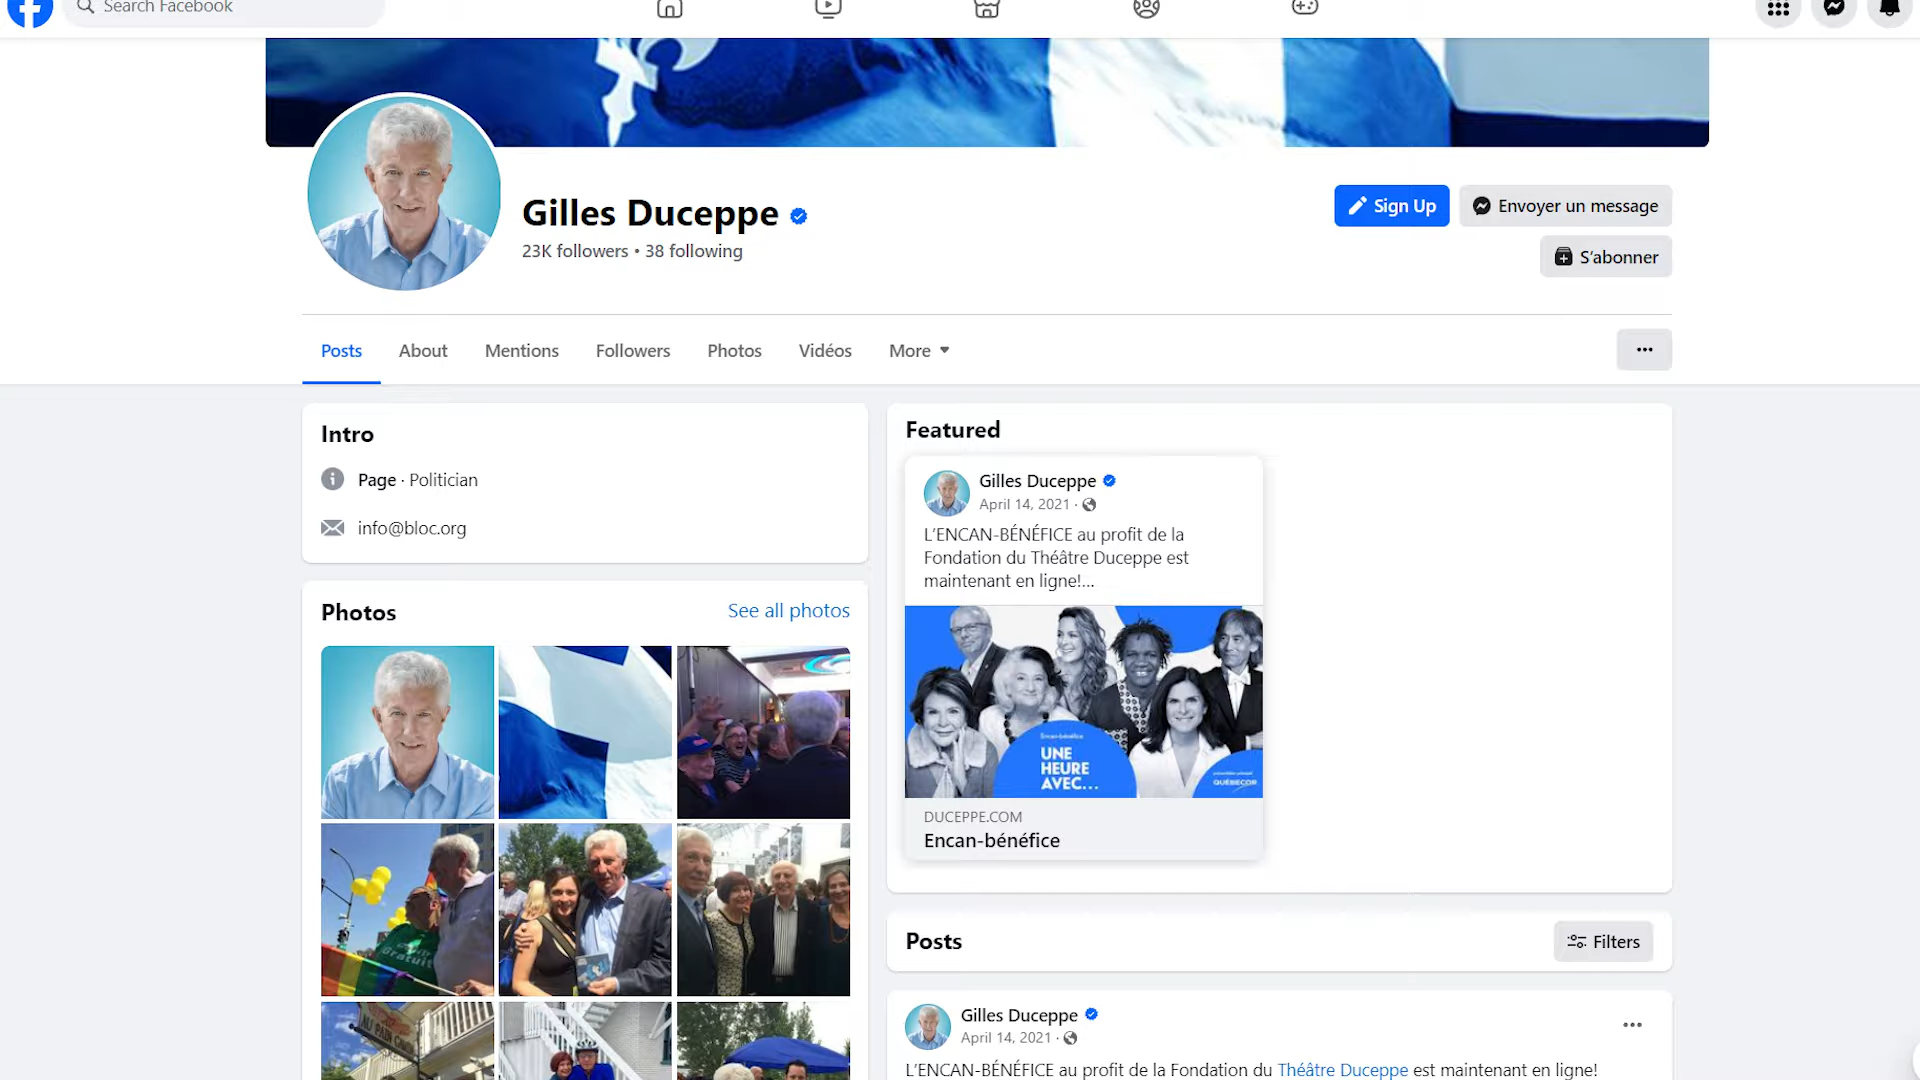 Search Facebook
Gilles Duceppe
23K followers • 38 following
Sign Up
Envoyer un message
S'abonner
Posts
About
Mentions
Followers
Photos
Vidéos
More
Intro
Page · Politician
info@bloc.org
Photos
See all photos
Gratuit
Featured
Gilles Duceppe
April 14, 2021 ·
L'ENCAN-BÉNÉFICE au profit de la
Fondation du Théâtre Duceppe est
maintenant en ligne!...
Encan-bénéfice
UNE
HEURE
AVEC...
QUÉBECOR
DUCEPPE.COM
Encan-bénéfice
Posts
Filters
Gilles Duceppe
April 14, 2021 ·
L'ENCAN-BÉNÉFICE au profit de la Fondation du Théâtre Duceppe est maintenant en ligne!